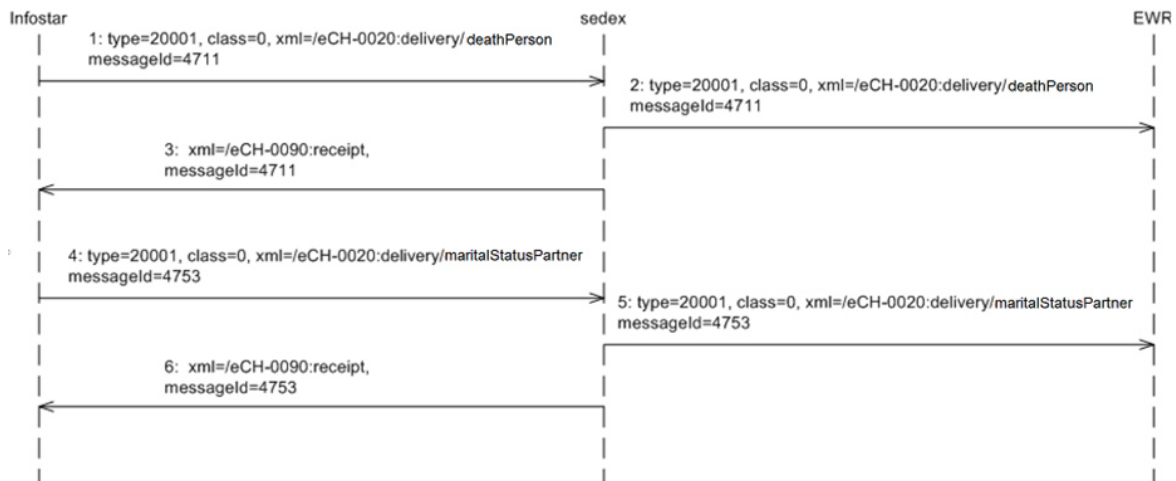 Infostar
sedex
EWR
1: type=20001, class=0, xml=/eCH-0020:delivery/deathPerson
messageId=4711
2: type=20001, class=0, xml=/eCH-0020:delivery/deathPerson
messageId=4711
3:  xml=/eCH-0090:receipt,
messageId=4711
4: type=20001, class=0, xml=/eCH-0020:delivery/maritalStatusPartner
messageId=4753
5: type=20001, class=0, xml=/eCH-0020:delivery/maritalStatusPartner
messageId=4753
6:  xml=/eCH-0090:receipt,
messageId=4753